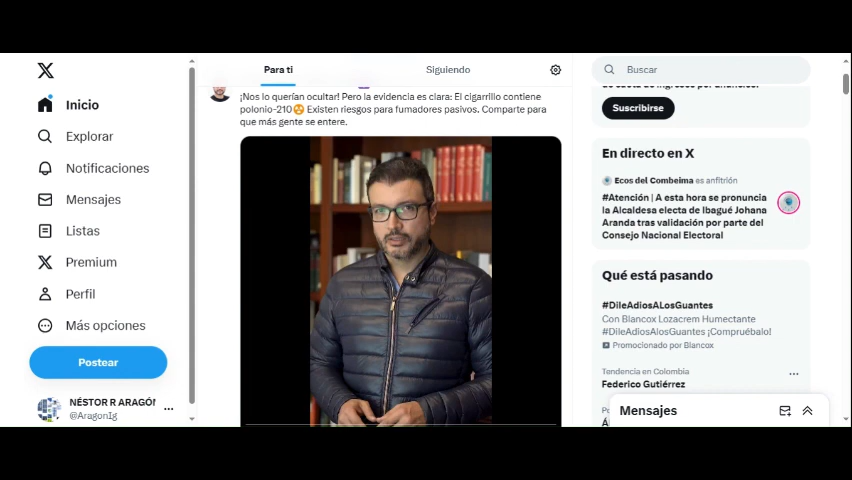 Inicio
Explorar
Notificaciones
Mensajes
Listas
Premium
Perfil
Más opciones
Postear
NÉSTOR R ARAGÓN
@AragonIg
Para ti
Siguiendo
¡Nos lo querían ocultar! Pero la evidencia es clara: El cigarrillo contiene
polonio-210☢️ Existen riesgos para fumadores pasivos. Comparte para
que más gente se entere.
Buscar
Suscribirse
En directo en X
Ecos del Combeima es anfitrión
#Atención | A esta hora se pronuncia
la Alcaldesa electa de Ibagué Johana
Aranda tras validación por parte del
Consejo Nacional Electoral
Qué está pasando
#DileAdiosALosGuantes
Con Blancox Lozacrem Humectante
#DileAdiosAlosGuantes ¡Compruébalo!
Promocionado por Blancox
Tendencia en Colombia
Federico Gutiérrez
Mensajes